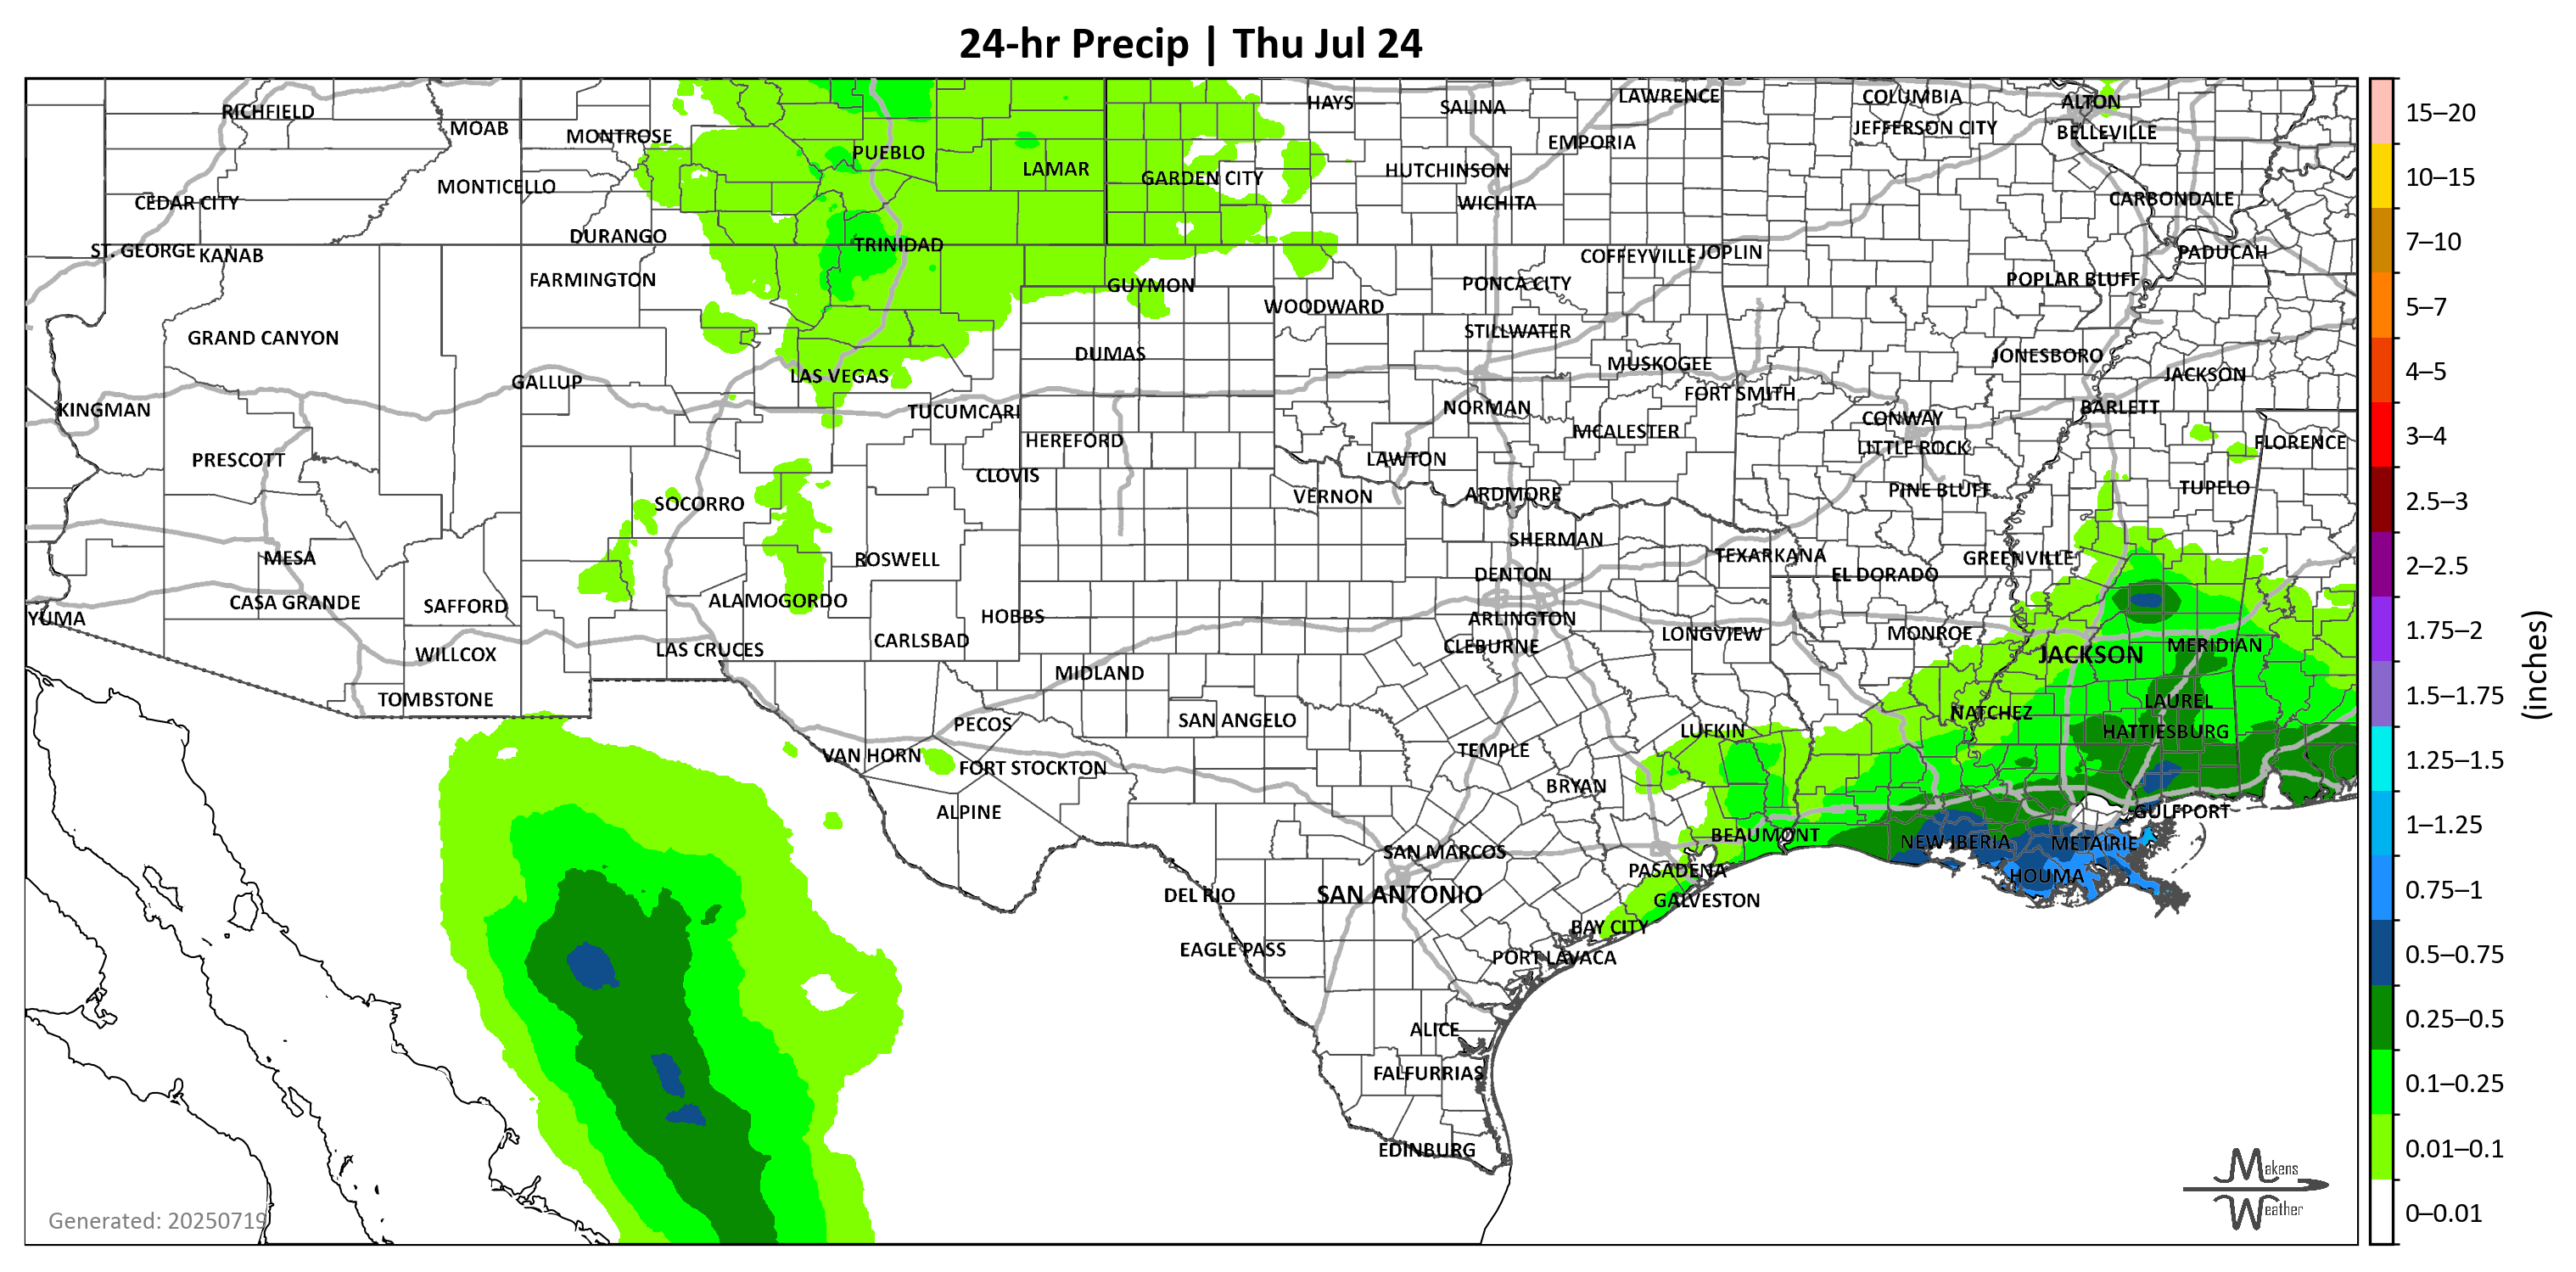 24-hr Precip | Thu Jul 24
RICHFIELD
MOAB
MONTROSE
PUEBLO
LAMAR
GARDEN CITY
HAYS
SALINA
LAWRENCE
EMPORIA
HUTCHINSON
WICHITA
COLUMBIA
JEFFERSON CITY
ALTON
BELLEVILLE
CARBONDALE
CEDAR CITY
MONTICELLO
ST. GEORGE
KANAB
DURANGO
TRINIDAD
FARMINGTON
GUYMON
WOODWARD
PONCA CITY
COFFEYVILLE
JOPLIN
POPLAR BLUFF
PADUCAH
GRAND CANYON
STILLWATER
DUMAS
MUSKOGEE
JONESBORO
JACKSON
KINGMAN
GALLUP
LAS VEGAS
TUCUMCARI
NORMAN
FORT SMITH
CONWAY
BARLETT
HEREFORD
MCALESTER
LITTLE ROCK
FLORENCE
PRESCOTT
CLOVIS
LAWTON
SOCORRO
VERNON
ARDMORE
PINE BLUFF
TUPELO
MESA
ROSWELL
SHERMAN
TEXARKANA
GREENVILLE
DENTON
EL DORADO
YUMA
CASA GRANDE
SAFFORD
ALAMOGORDO
HOBBS
ARLINGTON
CLEBURNE
LONGVIEW
MONROE
WILLCOX
LAS CRUCES
CARLSBAD
JACKSON
MERIDIAN
TOMBSTONE
MIDLAND
LAUREL
PECOS
SAN ANGELO
LUFKIN
NATCHEZ
HATTIESBURG
VAN HORN
FORT STOCKTON
TEMPLE
BRYAN
ALPINE
BEAUMONT
NEW IBERIA
METAIRIE
GULFPORT
SAN MARCOS
PASADENA
HOUMA
DEL RIO
SAN ANTONIO
GALVESTON
BAY CITY
EAGLE PASS
PORT LAVACA
ALICE
FALFURRIAS
EDINBURG
Generated: 20250719
Makens
Weather
15–20
10–15
7–10
5–7
4–5
3–4
2.5–3
2–2.5
1.75–2
1.5–1.75
1.25–1.5
1–1.25
0.75–1
0.5–0.75
0.25–0.5
0.1–0.25
0.01–0.1
0–0.01
(inches)